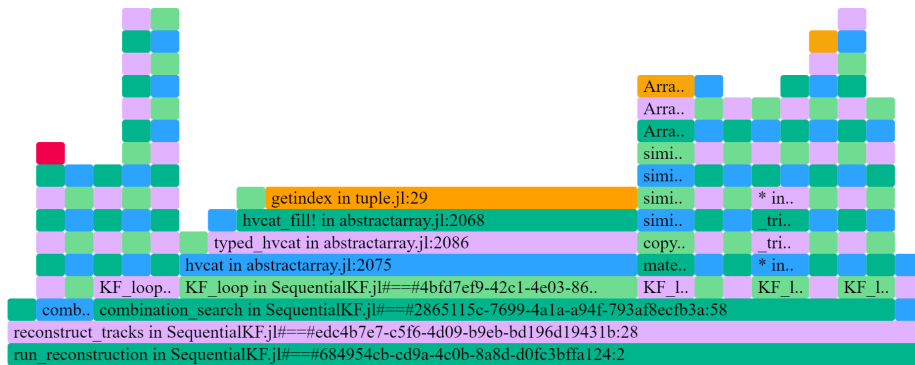 Arra..
Arra..
Arra..
simi..
simi..
getindex in tuple.jl:29 simi.. * in..
hvcat_fill! in abstractarray.jl:2068 simi.. _tri..
typed_hvcat in abstractarray.jl:2086 copy.. _tri..
hvcat in abstractarray.jl:2075 mate.. * in..
KF_loop.. KF_loop in SequentialKF.jl#==#4bfd7ef9-42c1-4e03-86.. KF_l.. KF_l.. KF_l..
comb.. combination_search in SequentialKF.jl#==#2865115c-7699-4a1a-a94f-793af8ecfb3a:58
reconstruct_tracks in SequentialKF.jl#==#edc4b7e7-c5f6-4d09-b9eb-bd196d19431b:28
run_reconstruction in SequentialKF.jl#==#684954cb-cd9a-4c0b-8a8d-d0fc3bffa124:2